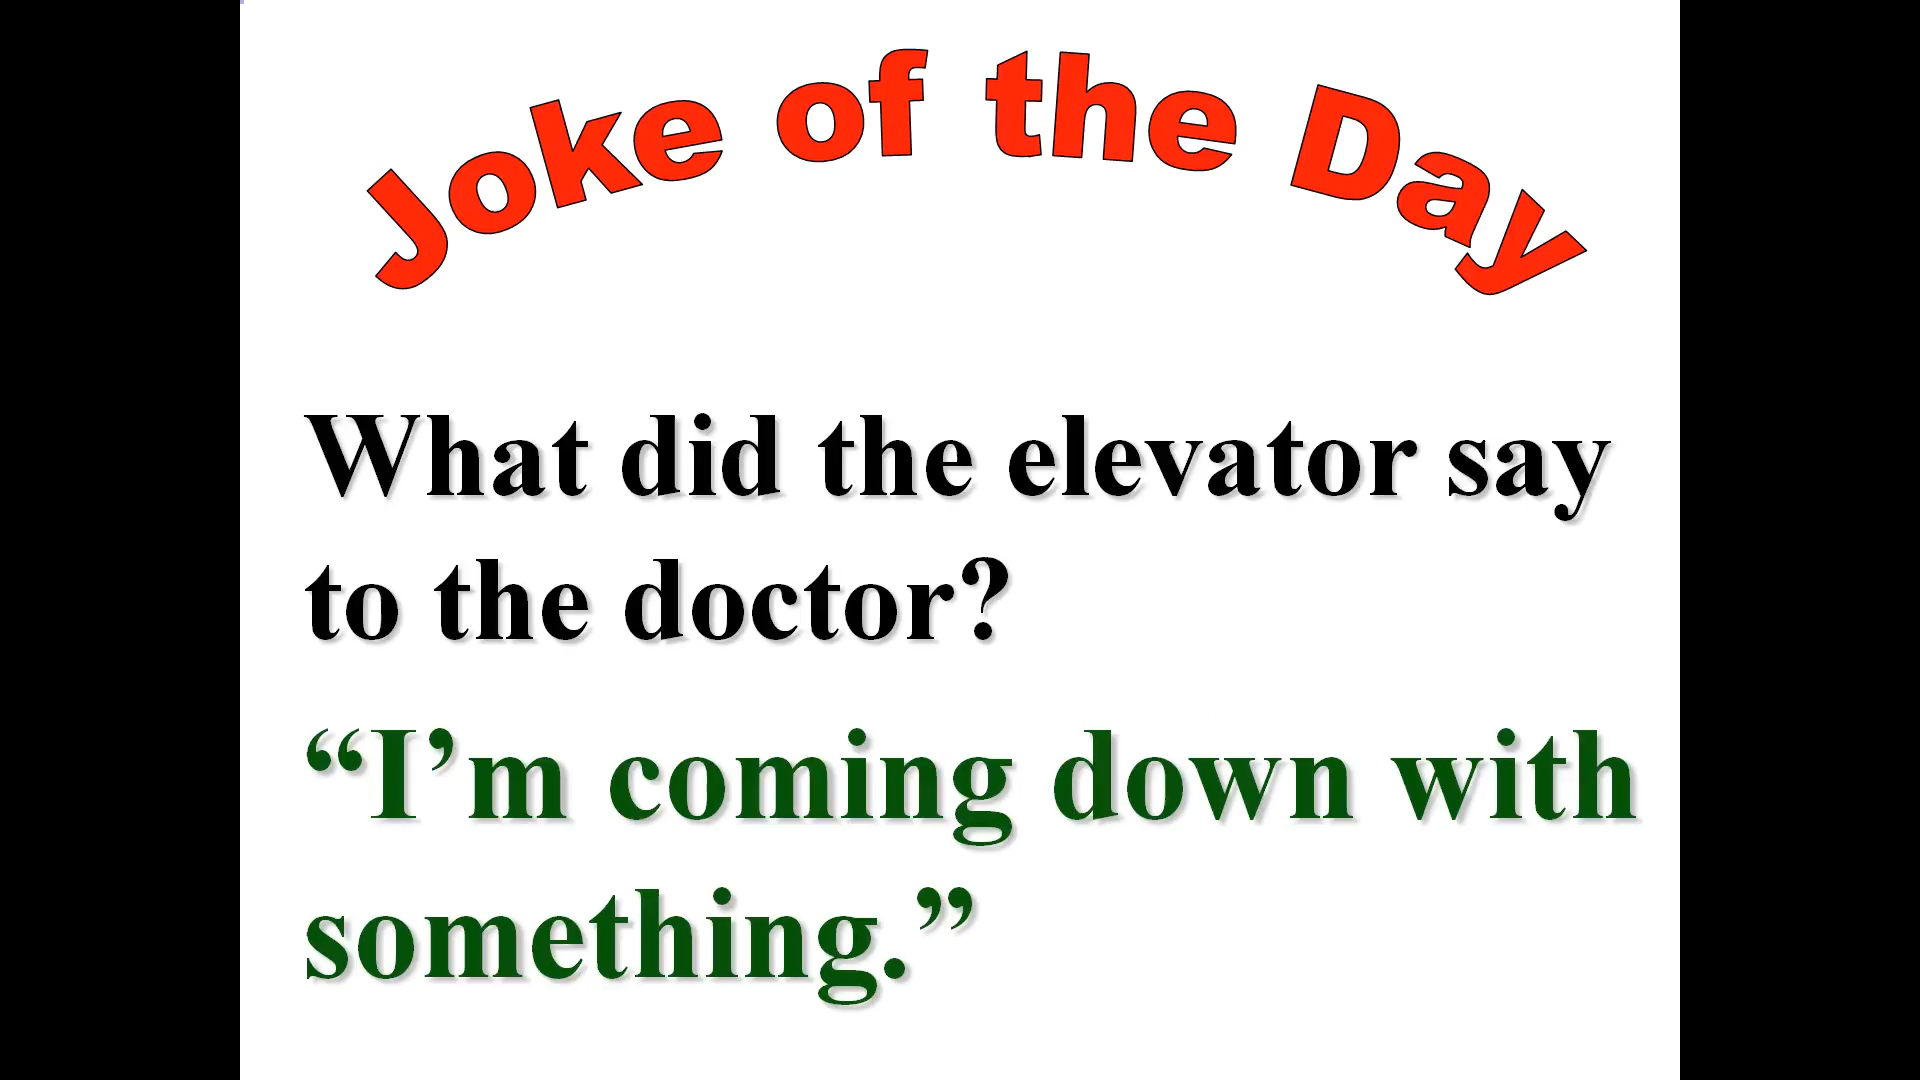 Joke of the Day
What did the elevator say
to the doctor?
“I’m coming down with
something.”